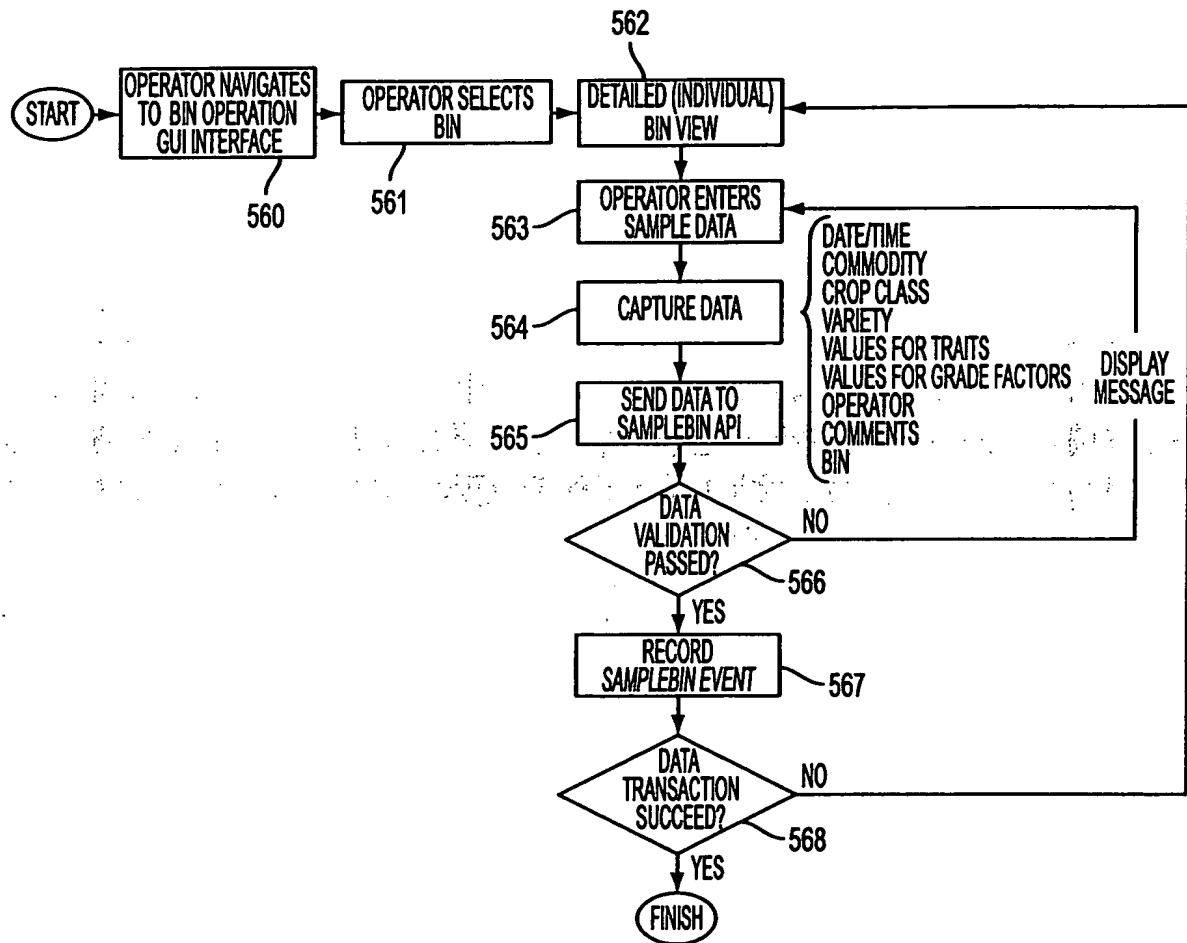 562
START
OPERATOR NAVIGATES
TO BIN OPERATION
GUI INTERFACE
560
OPERATOR SELECTS
BIN
561
DETAILED (INDIVIDUAL)
BIN VIEW
563
OPERATOR ENTERS
SAMPLE DATA
564
CAPTURE DATA
DATE/TIME
COMMODITY
CROP CLASS
VARIETY
VALUES FOR TRAITS
VALUES FOR GRADE FACTORS
OPERATOR
COMMENTS
BIN
DISPLAY
MESSAGE
565
SEND DATA TO
SAMPLEBIN API
DATA
VALIDATION
PASSED?
NO
566
YES
RECORD
SAMPLEBIN EVENT
567
DATA
TRANSACTION
SUCCEED?
NO
568
YES
FINISH